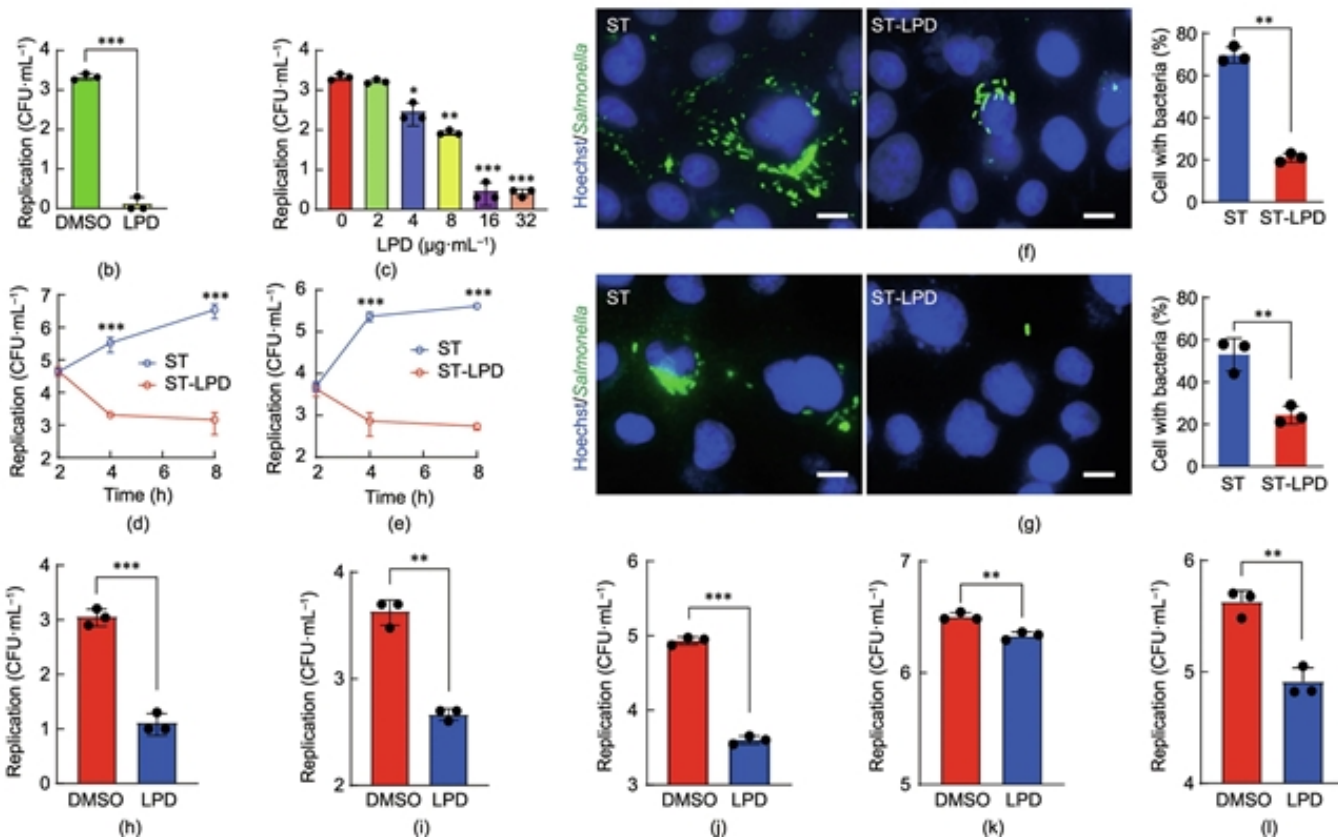 Replication (CFU·mL⁻¹)
4
3
2
1
0
***
DMSO LPD
(b)
Replication (CFU·mL⁻¹)
4
3
2
1
0
*
**
***
***
0 2 4 8 16 32
LPD (μg·mL⁻¹)
(c)
Hoechst/Salmonella
ST
ST-LPD
Cell with bacteria (%)
80
60
40
20
0
**
ST ST-LPD
(f)
Replication (CFU·mL⁻¹)
7
6
5
4
3
2
***
***
ST
ST-LPD
2 4 6 8
Time (h)
(d)
Replication (CFU·mL⁻¹)
6
5
4
3
2
***
***
ST
ST-LPD
2 4 6 8
Time (h)
(e)
Hoechst/Salmonella
ST
ST-LPD
Cell with bacteria (%)
80
60
40
20
0
**
ST ST-LPD
(g)
Replication (CFU·mL⁻¹)
4
3
2
1
0
***
DMSO LPD
(h)
Replication (CFU·mL⁻¹)
4
3
2
**
DMSO LPD
(i)
Replication (CFU·mL⁻¹)
6
5
4
3
***
DMSO LPD
(j)
Replication (CFU·mL⁻¹)
7
6
5
**
DMSO LPD
(k)
Replication (CFU·mL⁻¹)
6
5
4
**
DMSO LPD
(l)